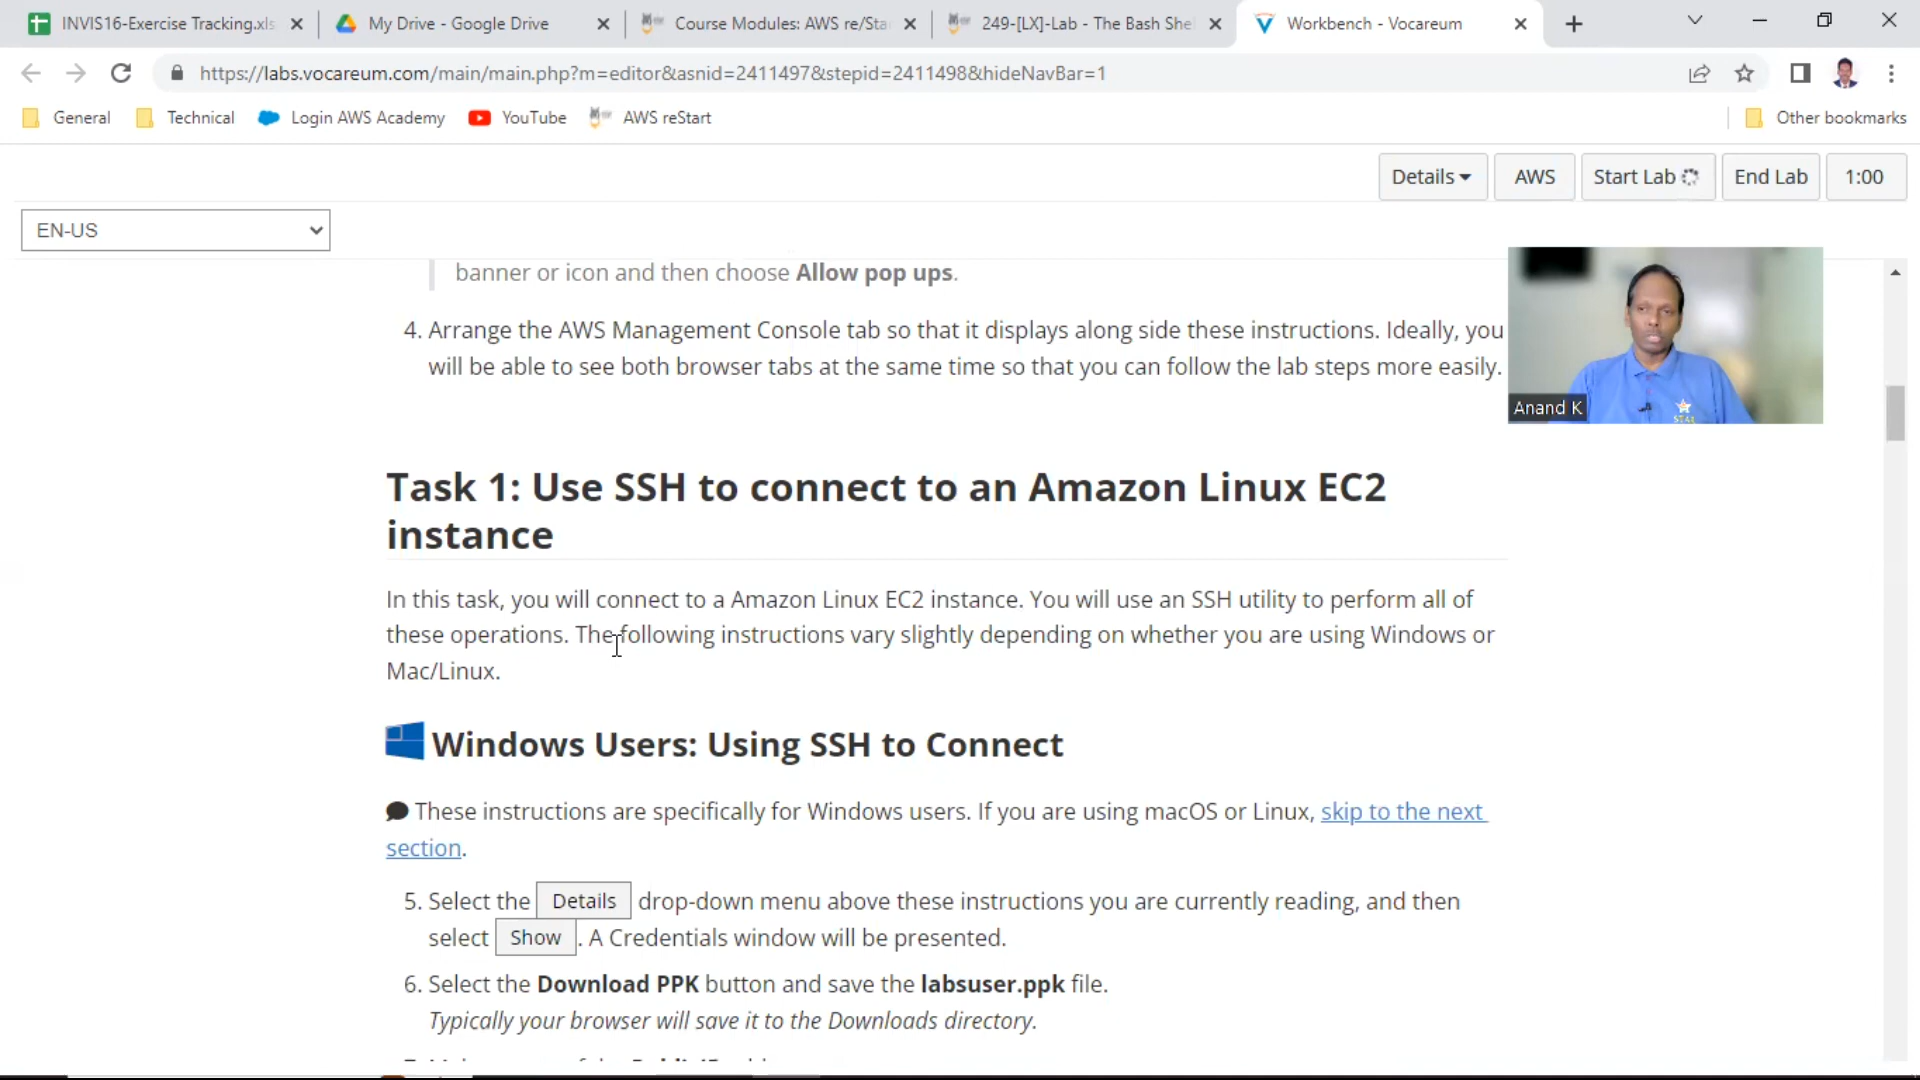 INVIS16-Exercise Tracking.xls
My Drive - Google Drive
Course Modules: AWS re/Sta
249-[LX]-Lab - The Bash She
Workbench - Vocareum
https://labs.vocareum.com/main/main.php?m=editor&asnid=2411497&stepid=2411498&hideNavBar=1
General
Technical
Login AWS Academy
YouTube
AWS reStart
Other bookmarks
Details
AWS
Start Lab
End Lab
1:00
EN-US
banner or icon and then choose Allow pop ups.
4. Arrange the AWS Management Console tab so that it displays along side these instructions. Ideally, you
will be able to see both browser tabs at the same time so that you can follow the lab steps more easily.
Anand K
STAR
Task 1: Use SSH to connect to an Amazon Linux EC2
instance
In this task, you will connect to a Amazon Linux EC2 instance. You will use an SSH utility to perform all of
these operations. The following instructions vary slightly depending on whether you are using Windows or
Mac/Linux.
Windows Users: Using SSH to Connect
These instructions are specifically for Windows users. If you are using macOS or Linux, skip to the next
section.
5. Select the Details drop-down menu above these instructions you are currently reading, and then
select Show . A Credentials window will be presented.
6. Select the Download PPK button and save the labsuser.ppk file.
Typically your browser will save it to the Downloads directory.